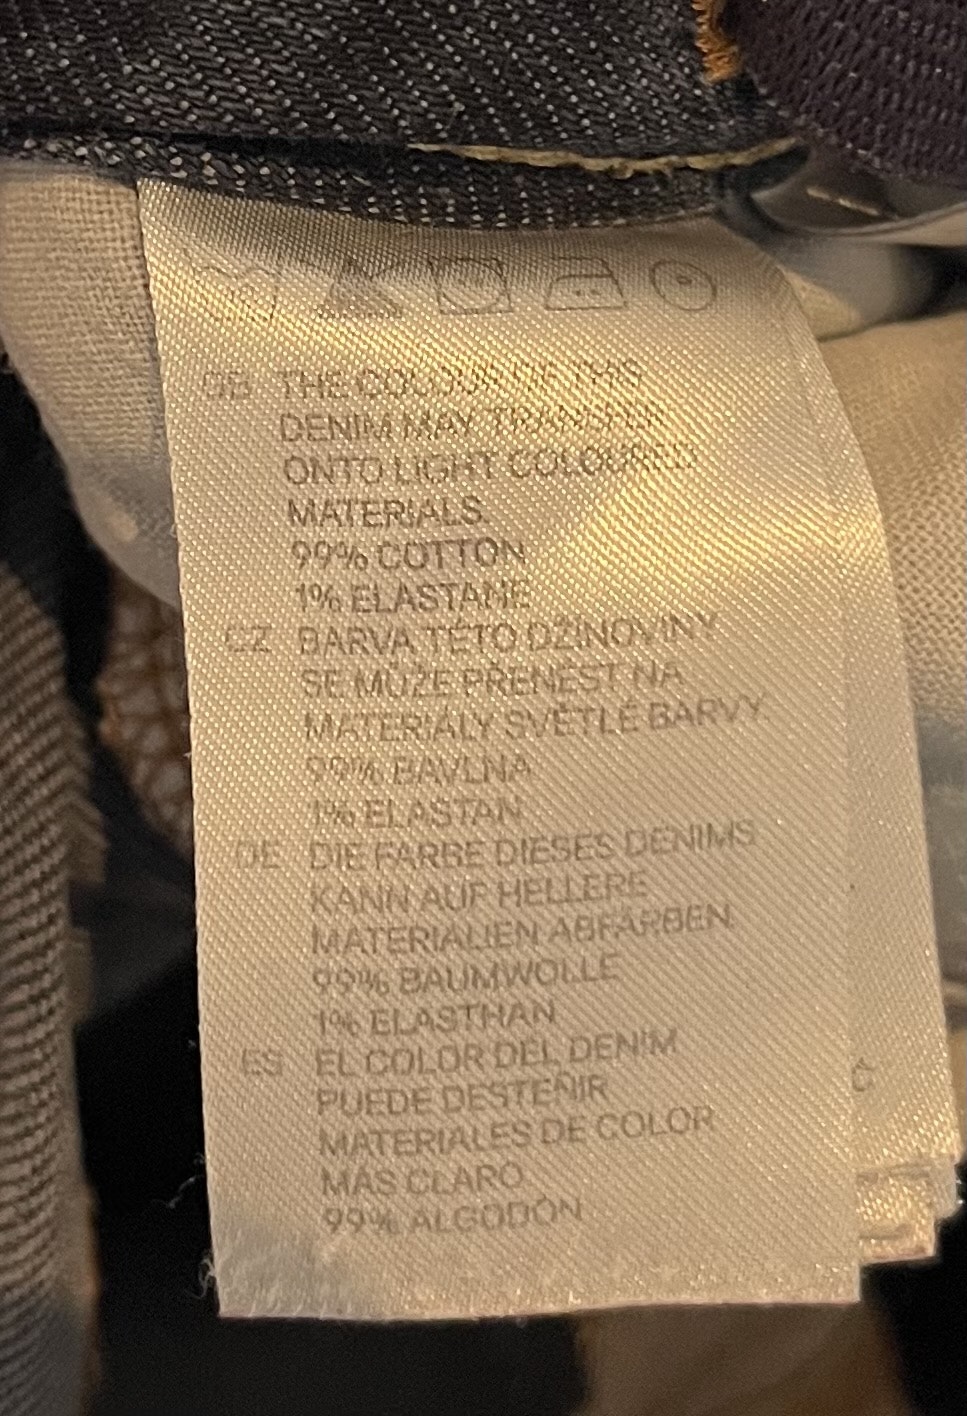 GB THE COLOUR OF THIS
DENIM MAY TRANSFER
ONTO LIGHT COLOURED
MATERIALS.
99% COTTON
1% ELASTANE
CZ BARVA TÉTO DŽÍNOVINY
SE MŮŽE PŘENÉST NA
MATERIÁLY SVĚTLÉ BARVY.
99% BAVLNA
1% ELASTAN
DE DIE FARBE DIESES DENIMS
KANN AUF HELLERE
MATERIALIEN ABFÄRBEN.
99% BAUMWOLLE
1% ELASTHAN
ES EL COLOR DEL DENIM
PUEDE DESTEÑIR
MATERIALES DE COLOR
MÁS CLARO
99% ALGODÓN